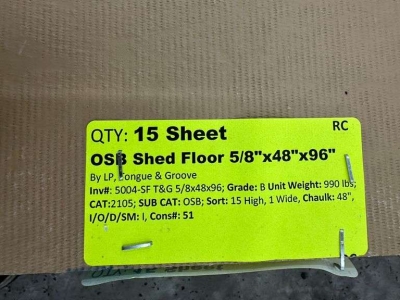 RC
QTY: 15 Sheet
OSB Shed Floor 5/8"x48"x96"
By LP, Tongue & Groove
Inv#: 5004-SF T&G 5/8x48x96; Grade: B Unit Weight: 990 lbs;
CAT:2105; SUB CAT: OSB; Sort: 15 High, 1 Wide, Chaulk: 48",
I/O/D/SM: I, Cons#: 51